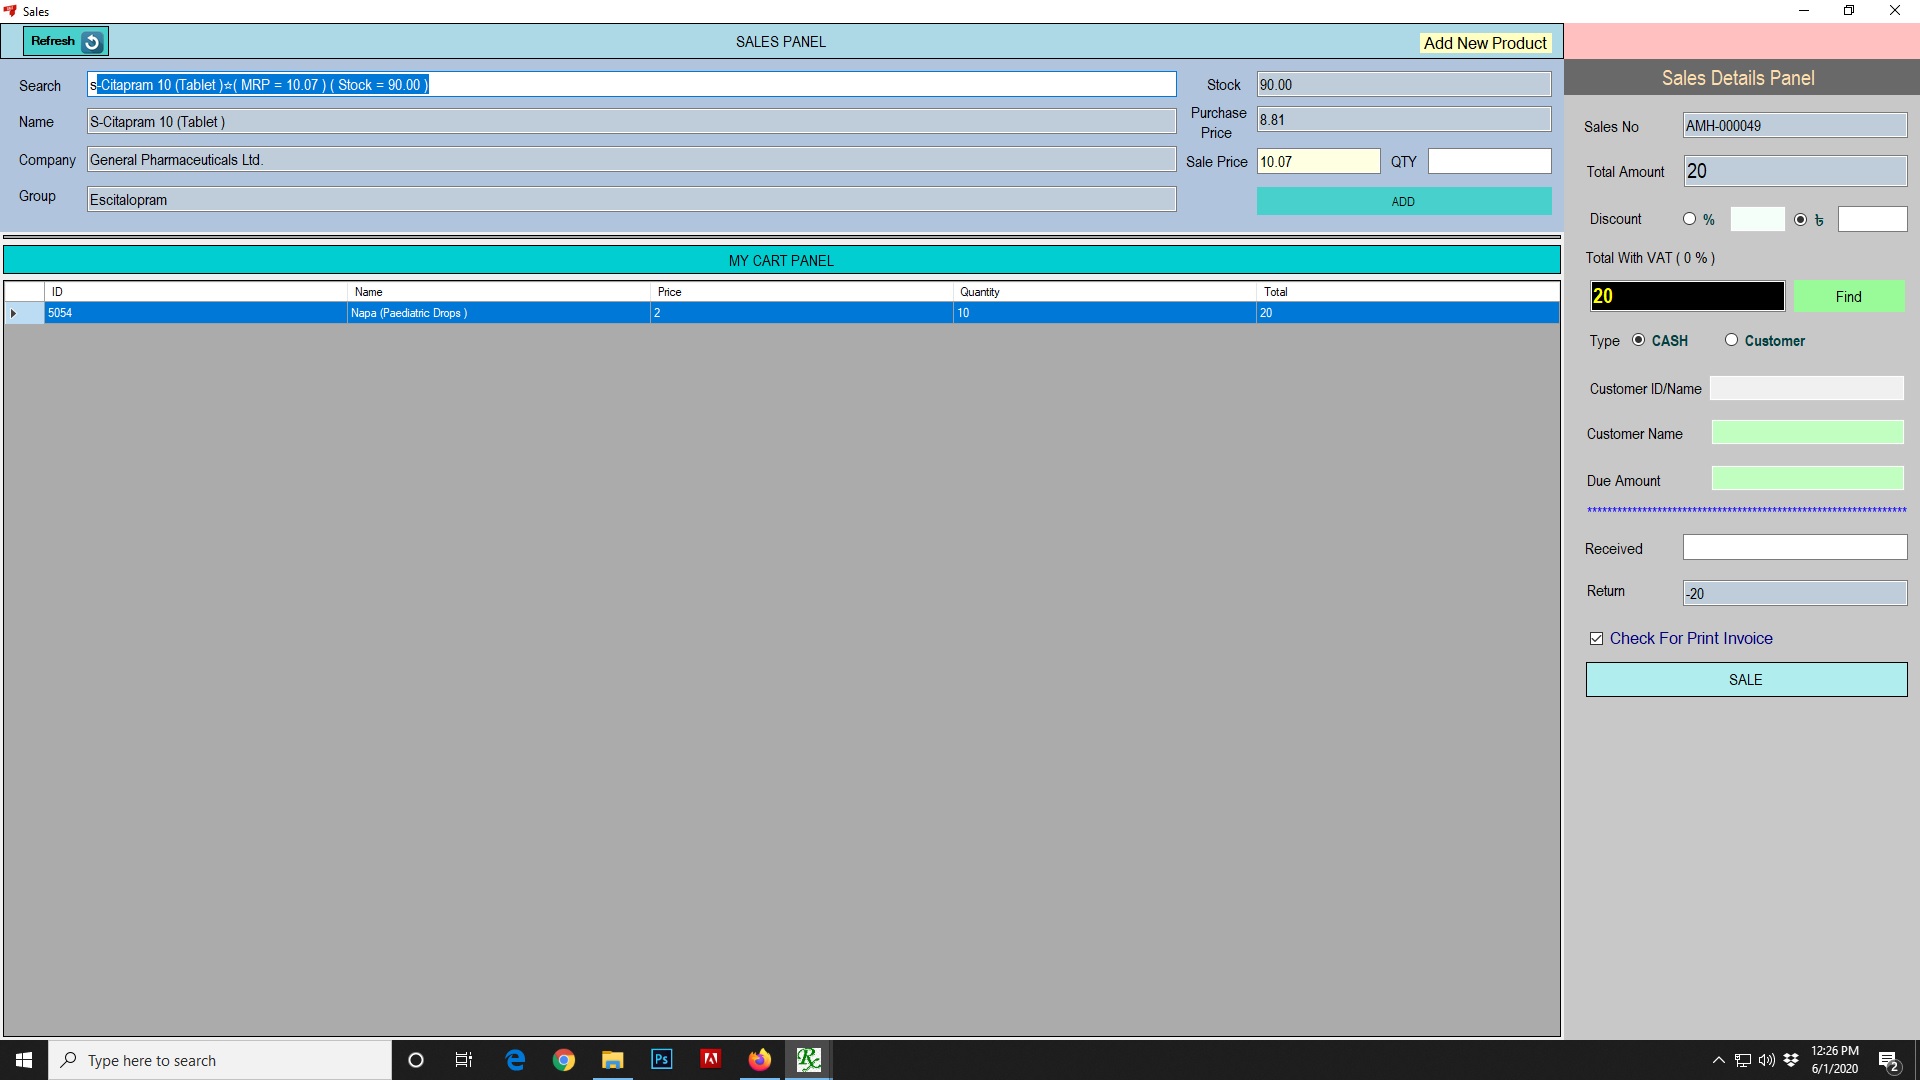 Sales
Refresh
SALES PANEL
Add New Product
Search
s-Citapram 10 (Tablet )☆( MRP = 10.07 ) ( Stock = 90.00 )
Name
S-Citapram 10 (Tablet )
Company
General Pharmaceuticals Ltd.
Group
Escitalopram
Stock
90.00
Purchase
Price
8.81
Sale Price
10.07
QTY
ADD
MY CART PANEL
ID Name Price Quantity Total
5054 Napa (Paediatric Drops ) 2 10 20
Sales Details Panel
Sales No
AMH-000049
Total Amount
20
Discount
%
৳
Total With VAT ( 0 % )
20
Find
Type
CASH
Customer
Customer ID/Name
Customer Name
Due Amount
****************************************************************
Received
Return
-20
Check For Print Invoice
SALE
Type here to search
Ps
Rx
12:26 PM
6/1/2020
2